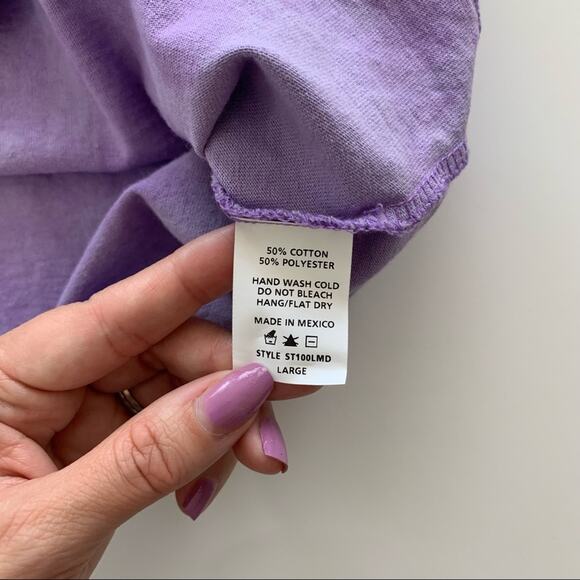 50% COTTON
50% POLYESTER
HAND WASH COLD
DO NOT BLEACH
HANG/FLAT DRY
MADE IN MEXICO
STYLE ST100LMD
LARGE